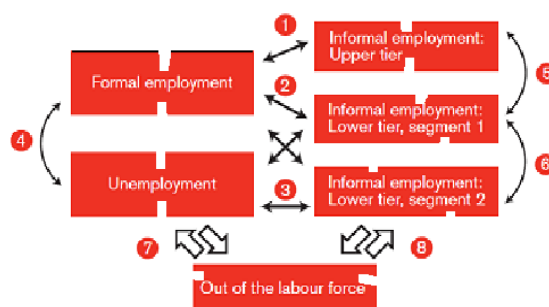 1
Informal employment:
Upper tier
Formal employment
2
5
Informal employment:
Lower tier, segment 1
4
6
Unemployment
3
Informal employment:
Lower tier, segment 2
7
8
Out of the labour force